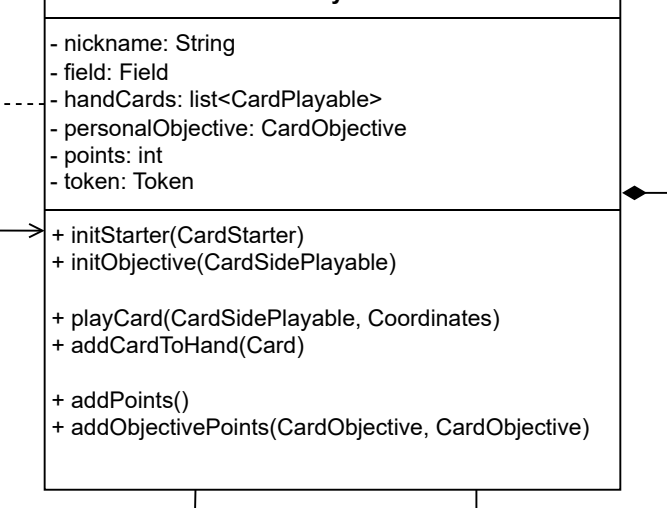 - nickname: String
- field: Field
- handCards: list<CardPlayable>
- personalObjective: CardObjective
- points: int
- token: Token
+ initStarter(CardStarter)
+ initObjective(CardSidePlayable)
+ playCard(CardSidePlayable, Coordinates)
+ addCardToHand(Card)
+ addPoints()
+ addObjectivePoints(CardObjective, CardObjective)